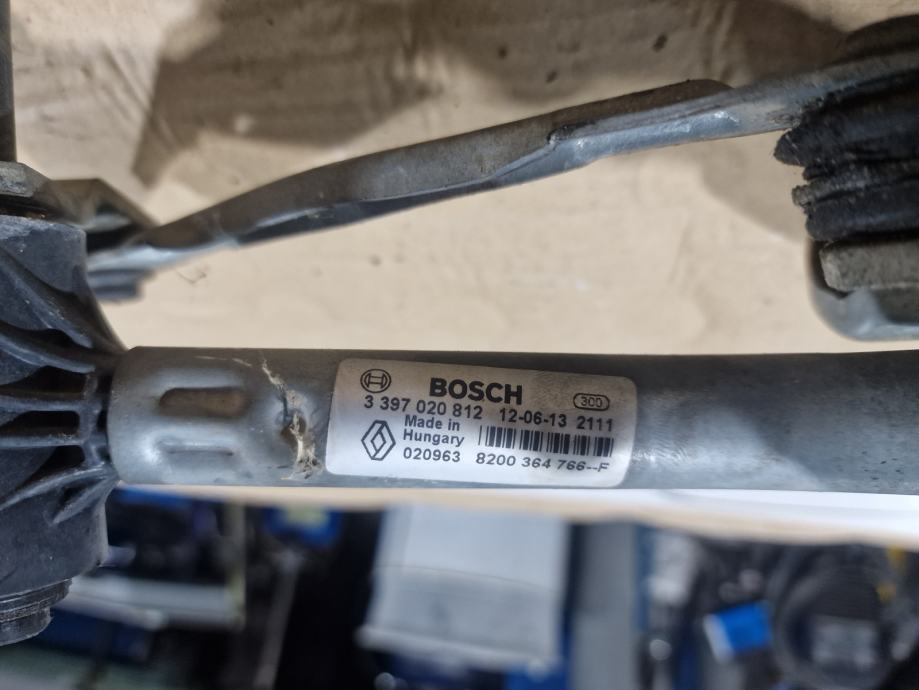 BOSCH
300
3 397 020 812 12-06-13 2111
Made in
Hungary
020963 8200 364 766--F